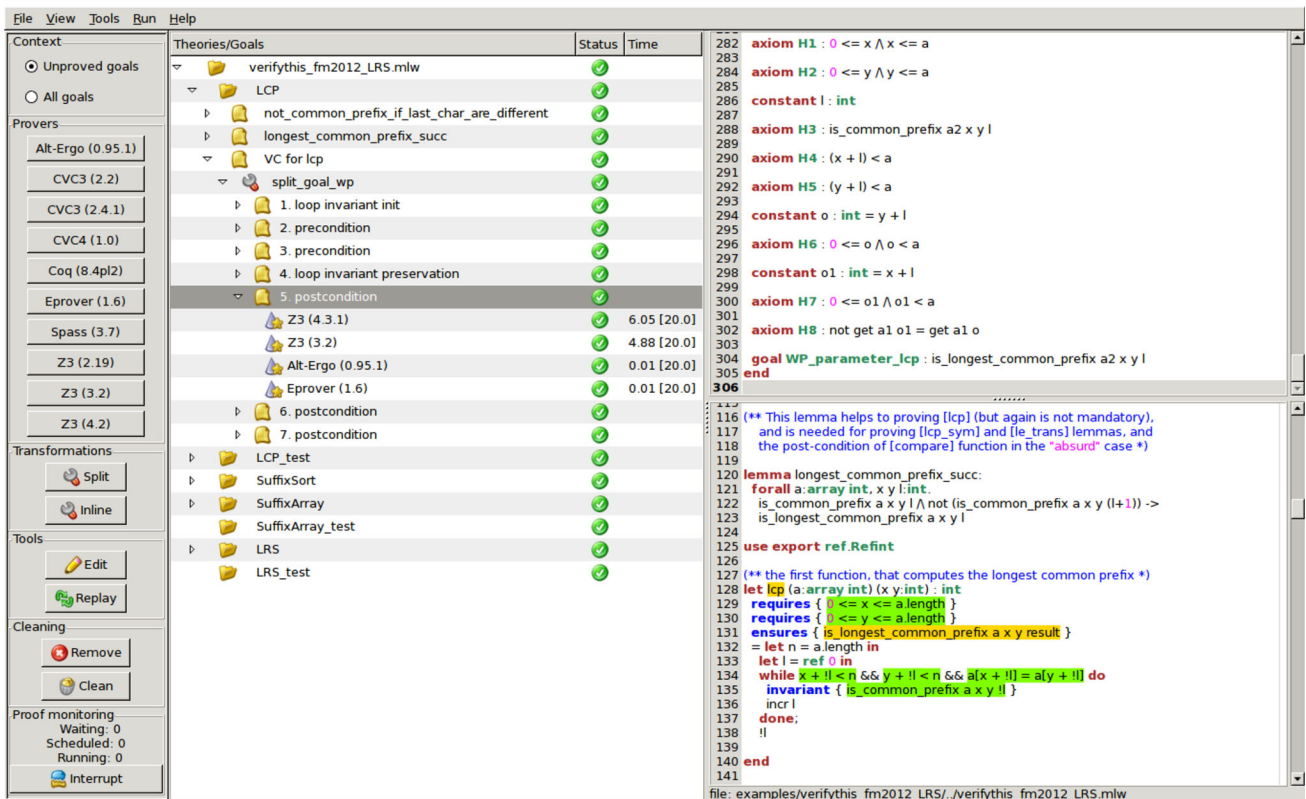 File View Tools Run Help
Context
Unproved goals
All goals
Provers
Alt-Ergo (0.95.1)
CVC3 (2.2)
CVC3 (2.4.1)
CVC4 (1.0)
Coq (8.4pl2)
Eprover (1.6)
Spass (3.7)
Z3 (2.19)
Z3 (3.2)
Z3 (4.2)
Transformations
Split
Inline
Tools
Edit
Replay
Cleaning
Remove
Clean
Proof monitoring
Waiting: 0
Scheduled: 0
Running: 0
Interrupt
Theories/Goals Status Time
verifythis_fm2012_LRS.mlw
LCP
not_common_prefix_if_last_char_are_different
longest_common_prefix_succ
VC for lcp
split_goal_wp
1. loop invariant init
2. precondition
3. precondition
4. loop invariant preservation
5. postcondition
Z3 (4.3.1) 6.05 [20.0]
Z3 (3.2) 4.88 [20.0]
Alt-Ergo (0.95.1) 0.01 [20.0]
Eprover (1.6) 0.01 [20.0]
6. postcondition
7. postcondition
LCP_test
SuffixSort
SuffixArray
SuffixArray_test
LRS
LRS_test
282 axiom H1 : 0 <= x /\ x <= a
283
284 axiom H2 : 0 <= y /\ y <= a
285
286 constant l : int
287
288 axiom H3 : is_common_prefix a2 x y l
289
290 axiom H4 : (x + l) < a
291
292 axiom H5 : (y + l) < a
293
294 constant o : int = y + l
295
296 axiom H6 : 0 <= o /\ o < a
297
298 constant o1 : int = x + l
299
300 axiom H7 : 0 <= o1 /\ o1 < a
301
302 axiom H8 : not get a1 o1 = get a1 o
303
304 goal WP_parameter_lcp : is_longest_common_prefix a2 x y l
305 end
306
116 (** This lemma helps to proving [lcp] (but again is not mandatory),
117 and is needed for proving [lcp_sym] and [le_trans] lemmas, and
118 the post-condition of [compare] function in the "absurd" case *)
119
120 lemma longest_common_prefix_succ:
121 forall a:array int, x y l:int.
122 is_common_prefix a x y l /\ not (is_common_prefix a x y (l+1)) ->
123 is_longest_common_prefix a x y l
124
125 use export ref.Refint
126
127 (** the first function, that computes the longest common prefix *)
128 let lcp (a:array int) (x y:int) : int
129 requires { 0 <= x <= a.length }
130 requires { 0 <= y <= a.length }
131 ensures { is_longest_common_prefix a x y result }
132 = let n = a.length in
133 let l = ref 0 in
134 while x + !l < n && y + !l < n && a[x + !l] = a[y + !l] do
135 invariant { is_common_prefix a x y !l }
136 incr l
137 done;
138 !l
139
140 end
141
file: examples/verifythis_fm2012_LRS/../verifythis_fm2012_LRS.mlw